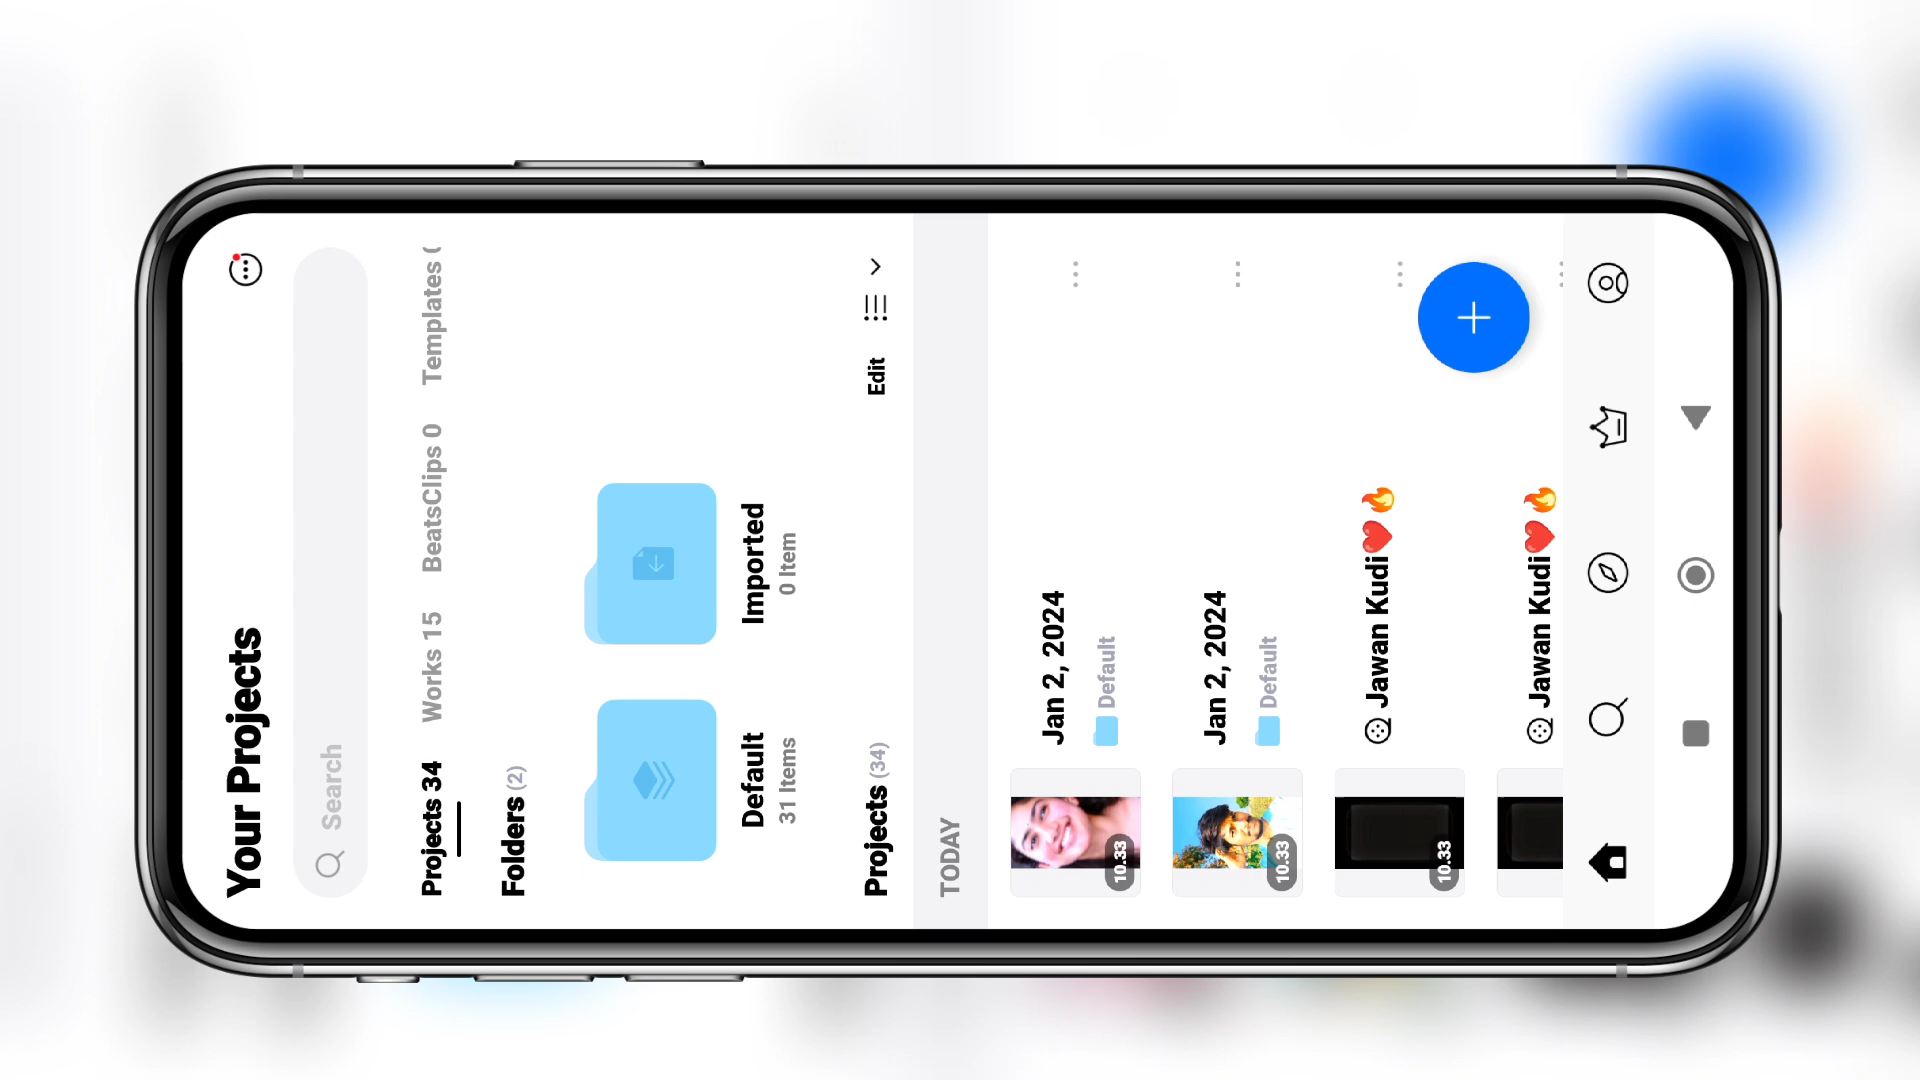 Your Projects
Search
Projects 34 Works 15 BeatsClips 0 Templates (
Folders (2)
Default Imported
31 Items 0 Item
Projects (34) Edit
TODAY
Jan 2, 2024
Default
10.33
Jan 2, 2024
Default
10.33
Jawan Kudi❤️🔥
10.33
Jawan Kudi❤️🔥